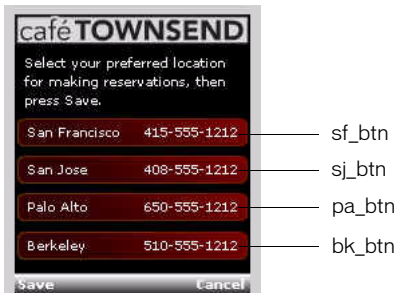 café TOWNSEND
Select your preferred location
for making reservations, then
press Save.
San Francisco 415-555-1212 sf_btn
San Jose 408-555-1212 sj_btn
Palo Alto 650-555-1212 pa_btn
Berkeley 510-555-1212 bk_btn
Save Cancel